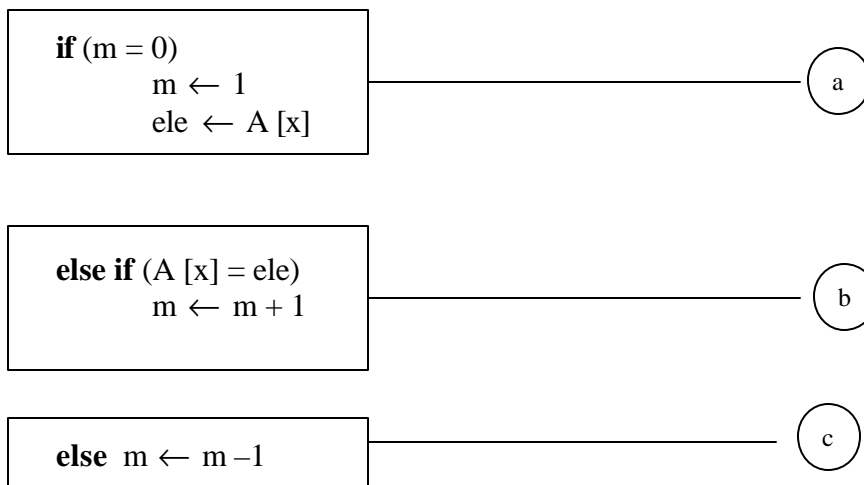 if (m = 0)
m ← 1
ele ← A [x]
a
else if (A [x] = ele)
m ← m + 1
b
else m ← m –1
c